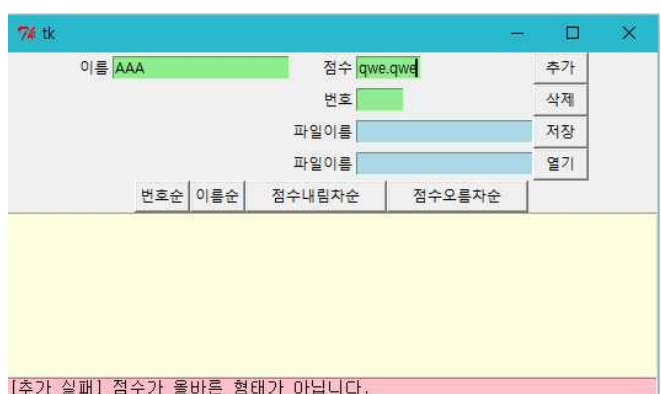 tk
이름 AAA 점수 qwe.qwe 추가
번호 삭제
파일이름 저장
파일이름 열기
번호순 이름순 점수내림차순 점수오름차순
[추가 실패] 점수가 올바른 형태가 아닙니다.